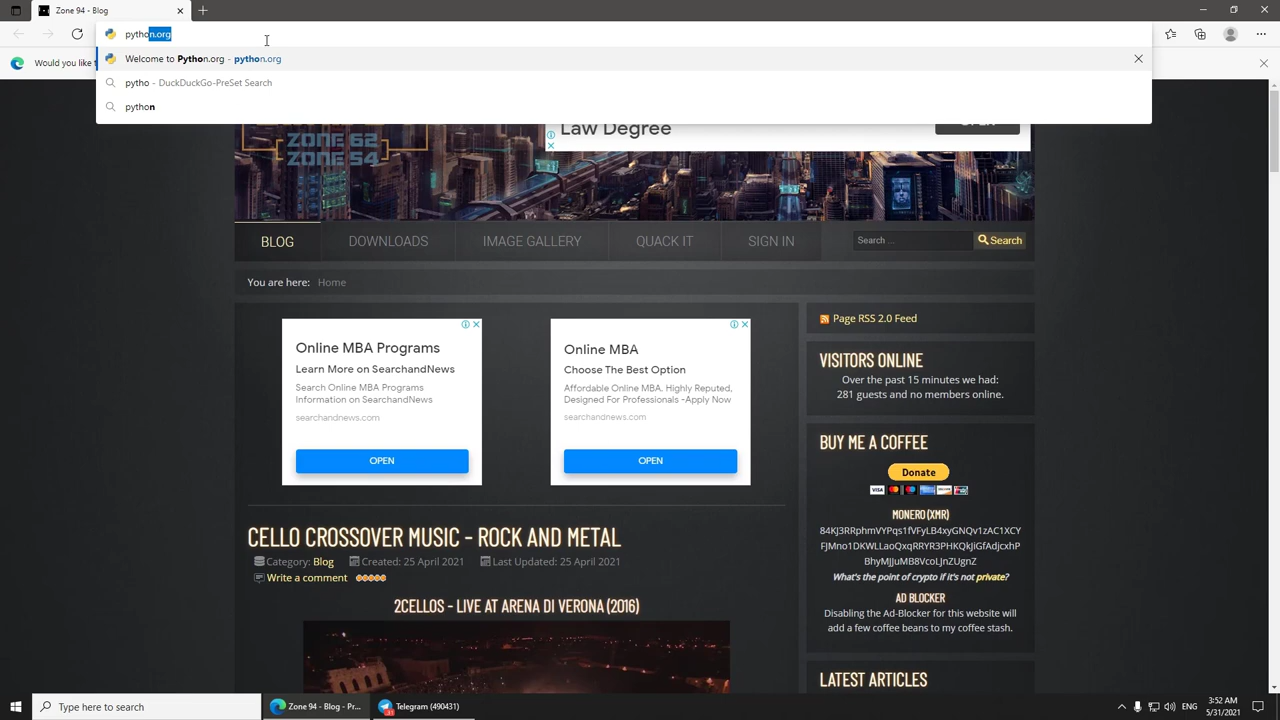 Zone 94 - Blog
python.org
Welcome to Python.org - python.org
pytho - DuckDuckGo-PreSet Search
python
Would you like t
Law Degree
ZONE 62
ZONE 54
BLOG
DOWNLOADS
IMAGE GALLERY
QUACK IT
SIGN IN
Search ...
Search
You are here: Home
Online MBA Programs
Learn More on SearchandNews
Search Online MBA Programs
Information on SearchandNews
searchandnews.com
OPEN
Online MBA
Choose The Best Option
Affordable Online MBA, Highly Reputed,
Designed For Professionals -Apply Now
searchandnews.com
OPEN
CELLO CROSSOVER MUSIC - ROCK AND METAL
Category: Blog Created: 25 April 2021 Last Updated: 25 April 2021
Write a comment
2CELLOS - LIVE AT ARENA DI VERONA (2016)
Page RSS 2.0 Feed
VISITORS ONLINE
Over the past 15 minutes we had:
281 guests and no members online.
BUY ME A COFFEE
Donate
VISA
MONERO (XMR)
84KJ3RRphmVYPqs1fVFyLB4xyGNQv1zAC1XCY
FJMno1DKWLLaoQxqRRYR3PHKQkJiGfAdjcxhP
BhyMJJuMB8VcoLJnZUgnZ
What's the point of crypto if it's not private?
AD BLOCKER
Disabling the Ad-Blocker for this website will
add a few coffee beans to my coffee stash.
LATEST ARTICLES
Type here to search
Zone 94 - Blog - Pr...
Telegram (490431)
ENG
3:52 AM
5/31/2021